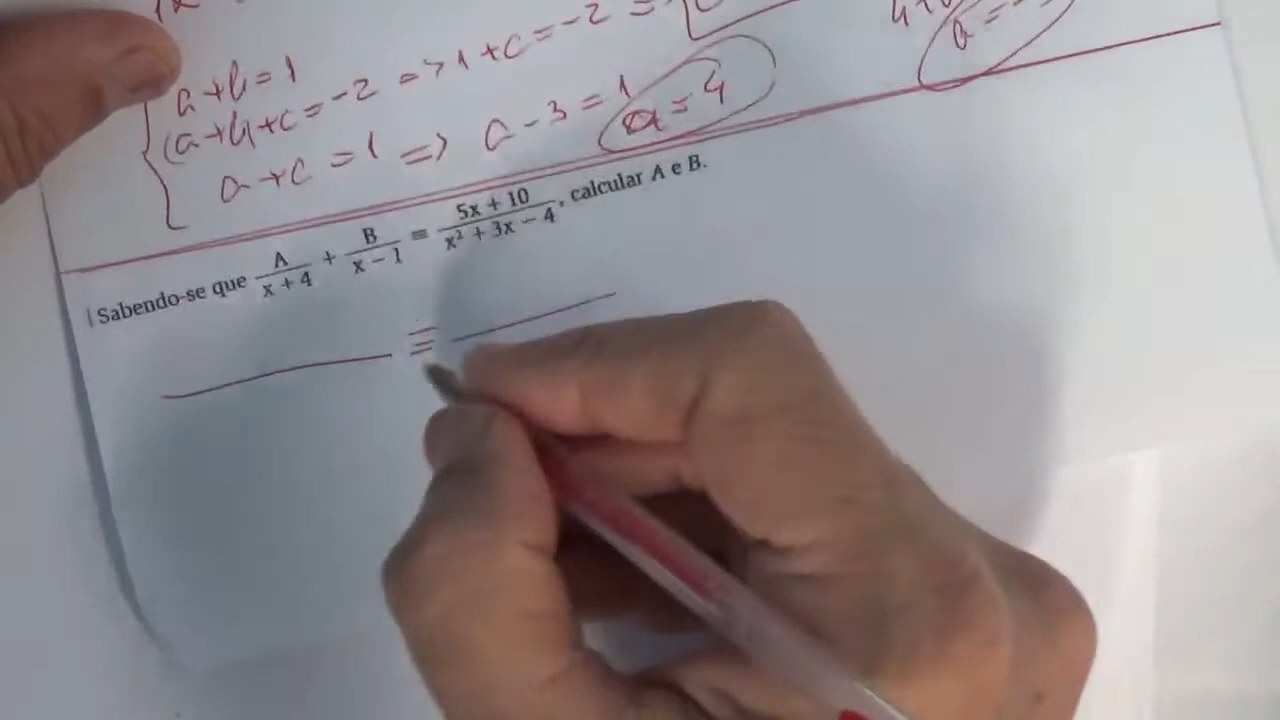 a+b=1
(a+b)+c=-2 => 1+c=-2 =
a+c=1 => a-3=1 a=4
Sabendo-se que A/(x + 4) + B/(x − 1) ≡ (5x + 10)/(x² + 3x − 4), calcular A e B.
≡